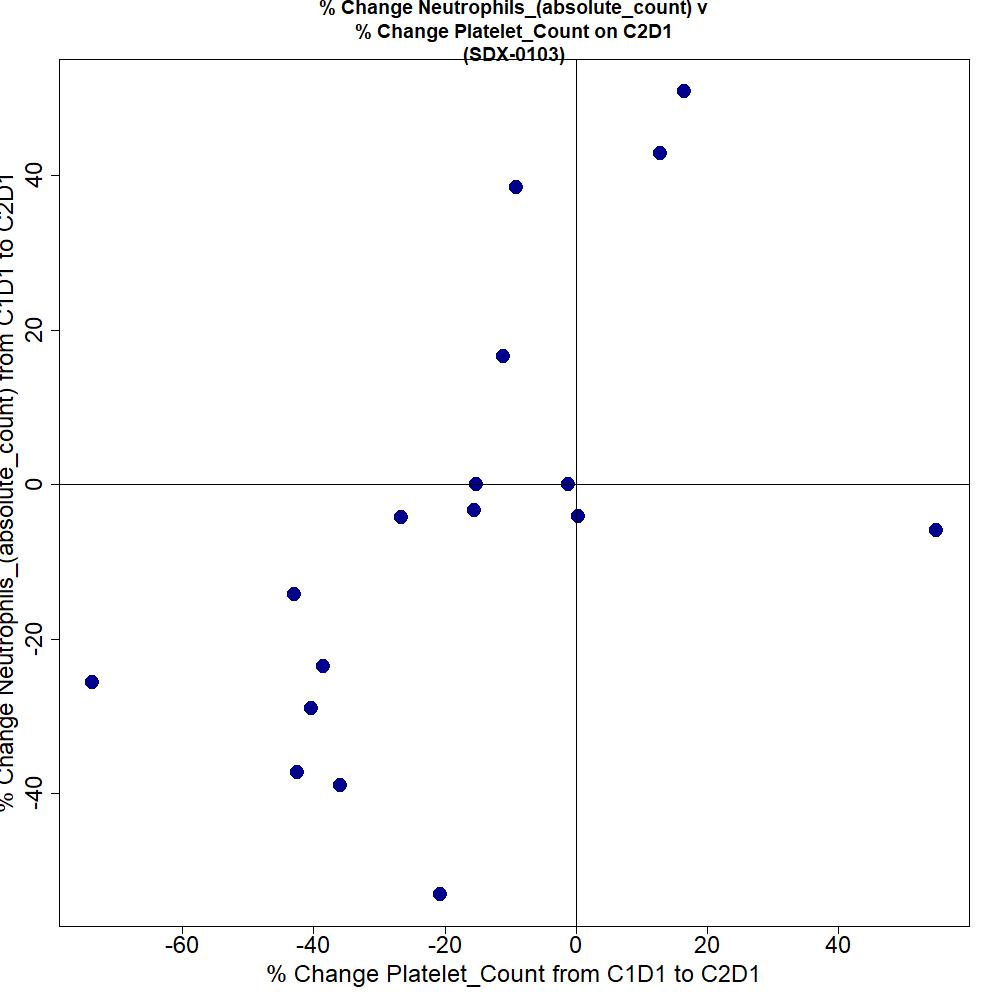 % Change Neutrophils_(absolute_count) v
% Change Platelet_Count on C2D1
(SDX-0103)
% Change Neutrophils_(absolute_count) from C1D1 to C2D1
40
20
0
-20
-40
-60
-40
-20
0
20
40
% Change Platelet_Count from C1D1 to C2D1